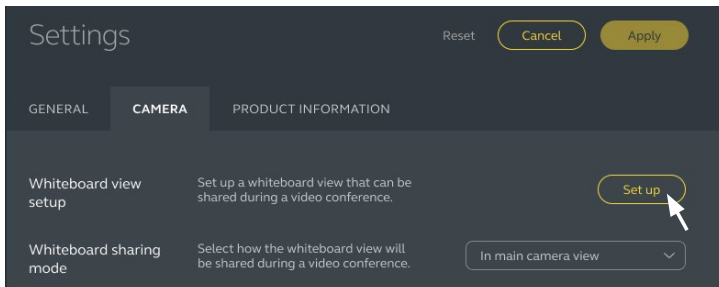 Settings
Reset
Cancel
Apply
GENERAL
CAMERA
PRODUCT INFORMATION
Whiteboard view
setup
Set up a whiteboard view that can be
shared during a video conference.
Set up
Whiteboard sharing
mode
Select how the whiteboard view will
be shared during a video conference.
In main camera view